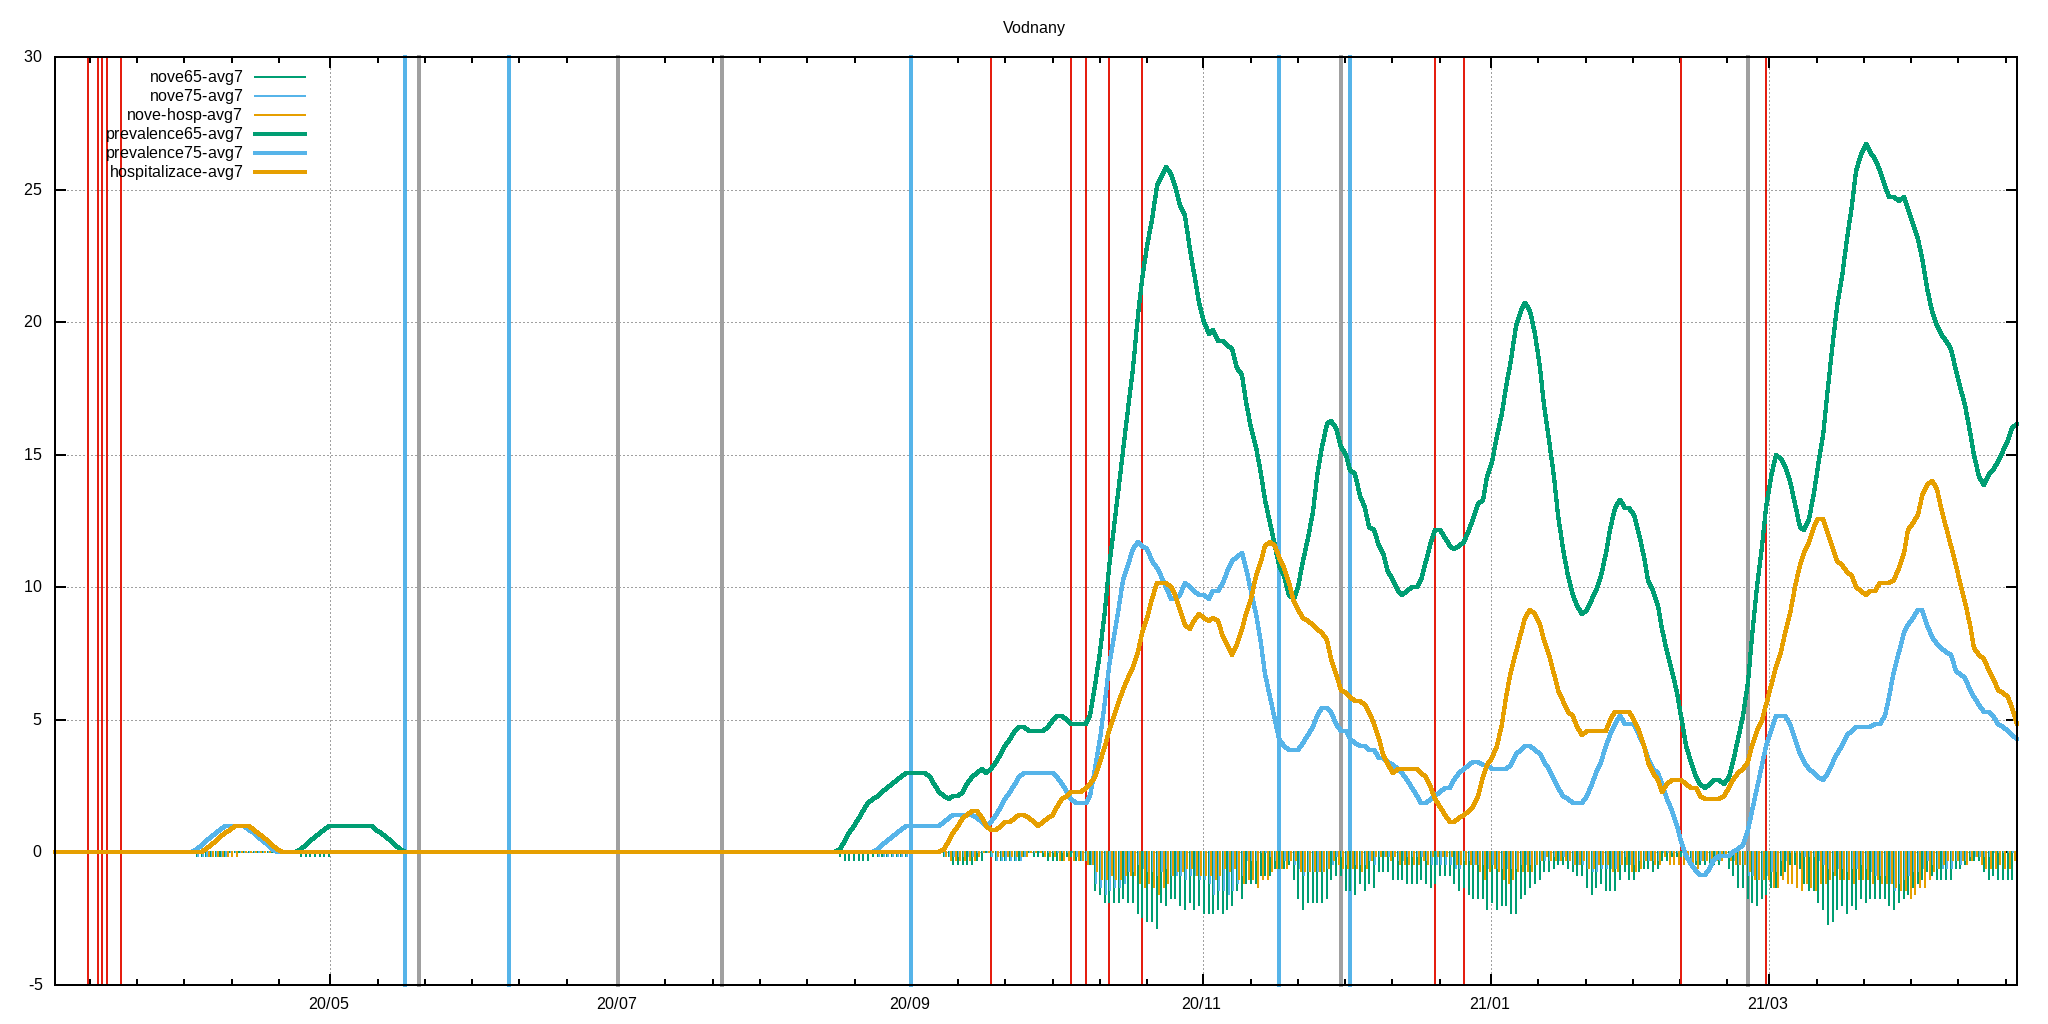 Vodnany
30
25
20
15
10
5
0
-5
nove65-avg7
nove75-avg7
nove-hosp-avg7
prevalence65-avg7
prevalence75-avg7
hospitalizace-avg7
20/05
20/07
20/09
20/11
21/01
21/03